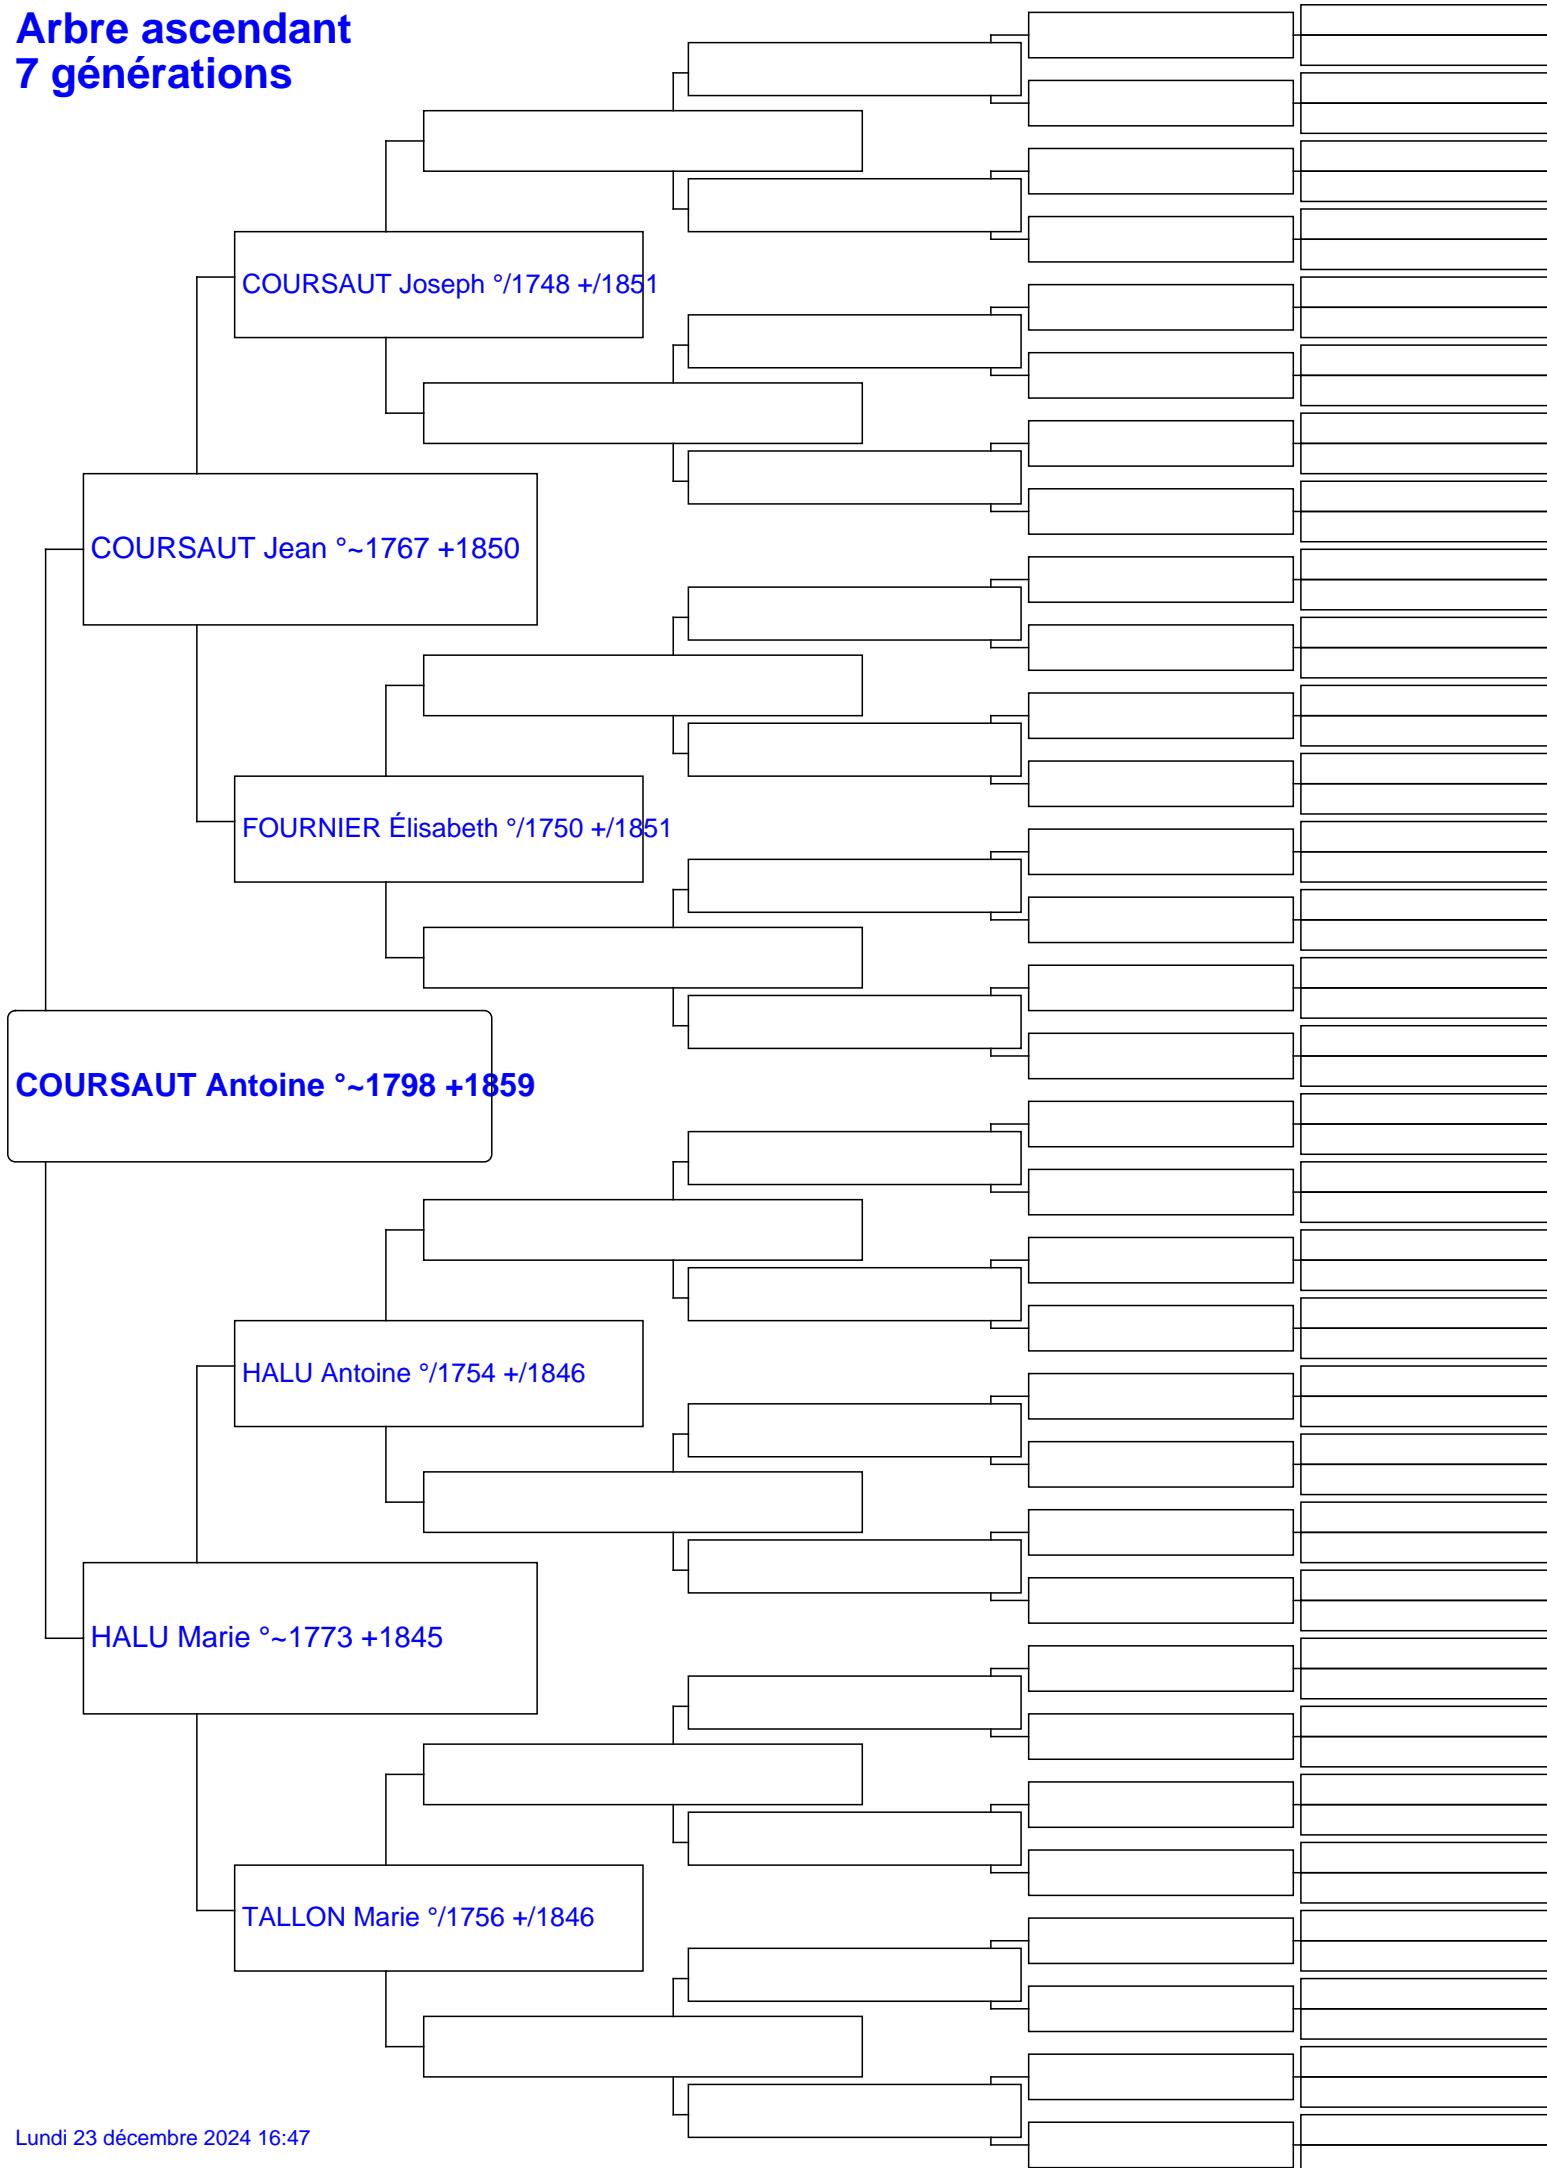 Arbre ascendant
7 générations
COURSAUT Joseph °/1748 +/1851
COURSAUT Jean °~1767 +1850
FOURNIER Élisabeth °/1750 +/1851
COURSAUT Antoine °~1798 +1859
HALU Antoine °/1754 +/1846
HALU Marie °~1773 +1845
TALLON Marie °/1756 +/1846
Lundi 23 décembre 2024 16:47